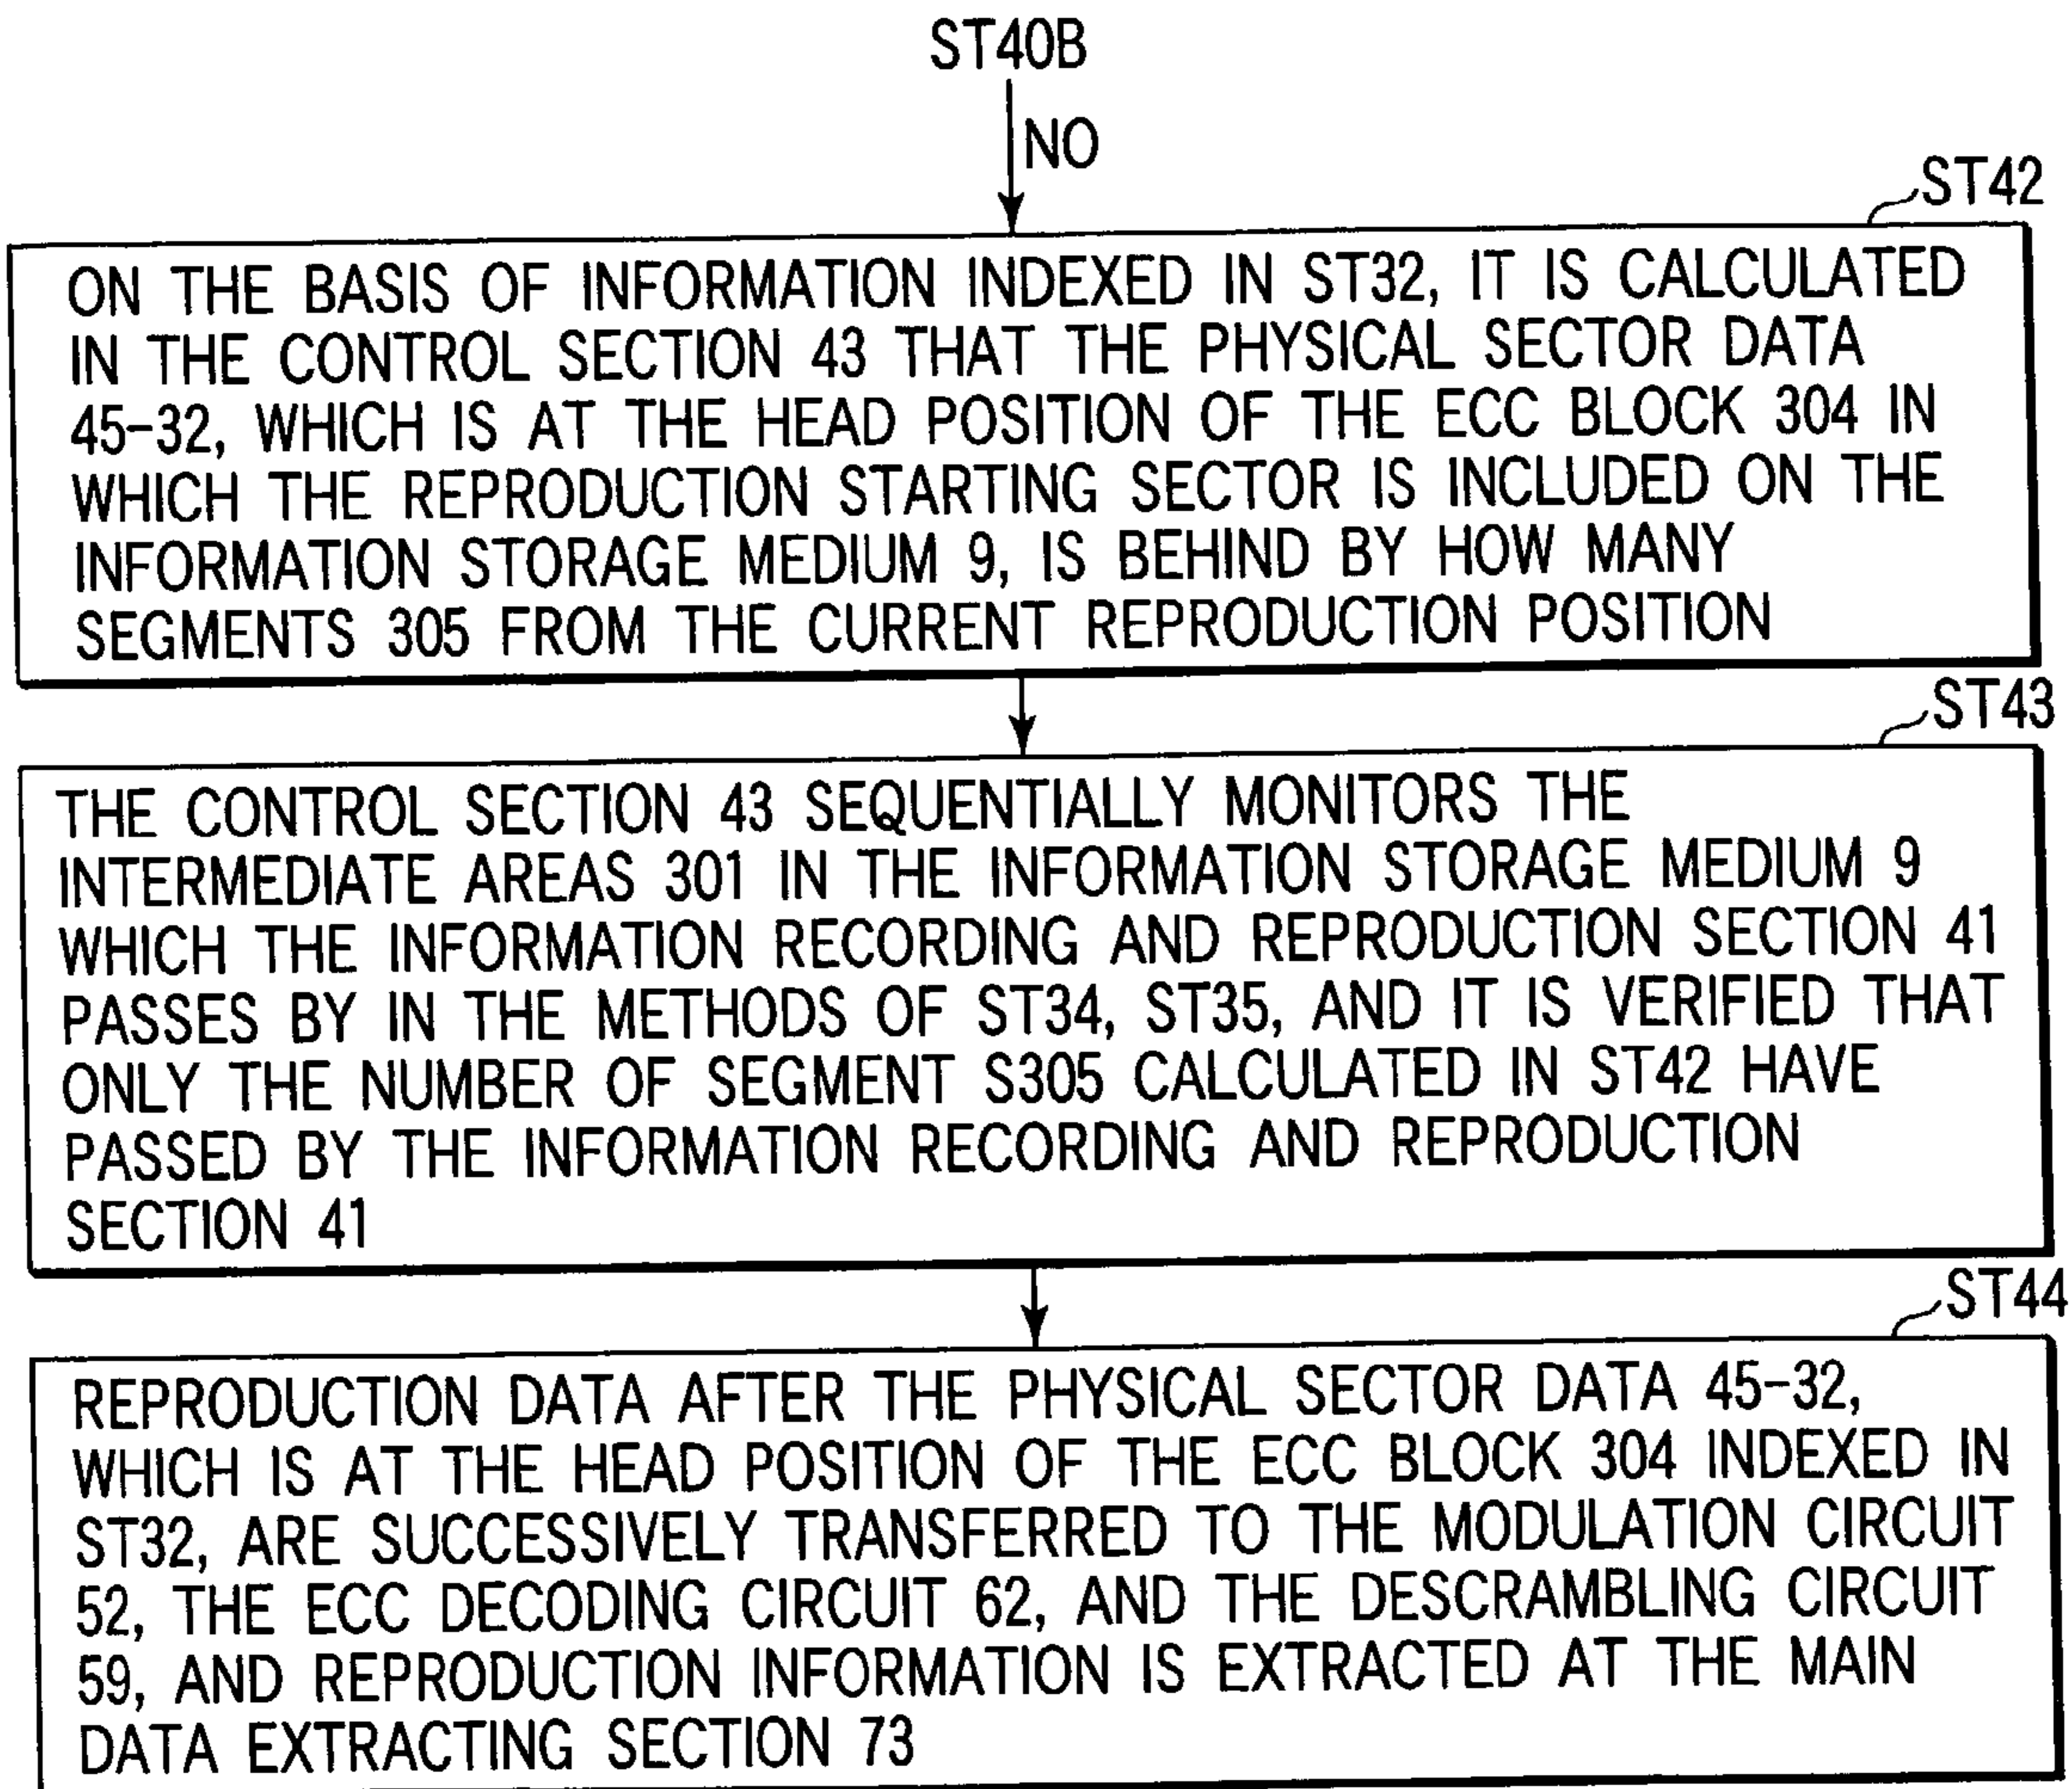 ST40B
NO
ST42
ON THE BASIS OF INFORMATION INDEXED IN ST32, IT IS CALCULATED
IN THE CONTROL SECTION 43 THAT THE PHYSICAL SECTOR DATA
45-32, WHICH IS AT THE HEAD POSITION OF THE ECC BLOCK 304 IN
WHICH THE REPRODUCTION STARTING SECTOR IS INCLUDED ON THE
INFORMATION STORAGE MEDIUM 9, IS BEHIND BY HOW MANY
SEGMENTS 305 FROM THE CURRENT REPRODUCTION POSITION
ST43
THE CONTROL SECTION 43 SEQUENTIALLY MONITORS THE
INTERMEDIATE AREAS 301 IN THE INFORMATION STORAGE MEDIUM 9
WHICH THE INFORMATION RECORDING AND REPRODUCTION SECTION 41
PASSES BY IN THE METHODS OF ST34, ST35, AND IT IS VERIFIED THAT
ONLY THE NUMBER OF SEGMENT S305 CALCULATED IN ST42 HAVE
PASSED BY THE INFORMATION RECORDING AND REPRODUCTION
SECTION 41
ST44
REPRODUCTION DATA AFTER THE PHYSICAL SECTOR DATA 45-32,
WHICH IS AT THE HEAD POSITION OF THE ECC BLOCK 304 INDEXED IN
ST32, ARE SUCCESSIVELY TRANSFERRED TO THE MODULATION CIRCUIT
52, THE ECC DECODING CIRCUIT 62, AND THE DESCRAMBLING CIRCUIT
59, AND REPRODUCTION INFORMATION IS EXTRACTED AT THE MAIN
DATA EXTRACTING SECTION 73